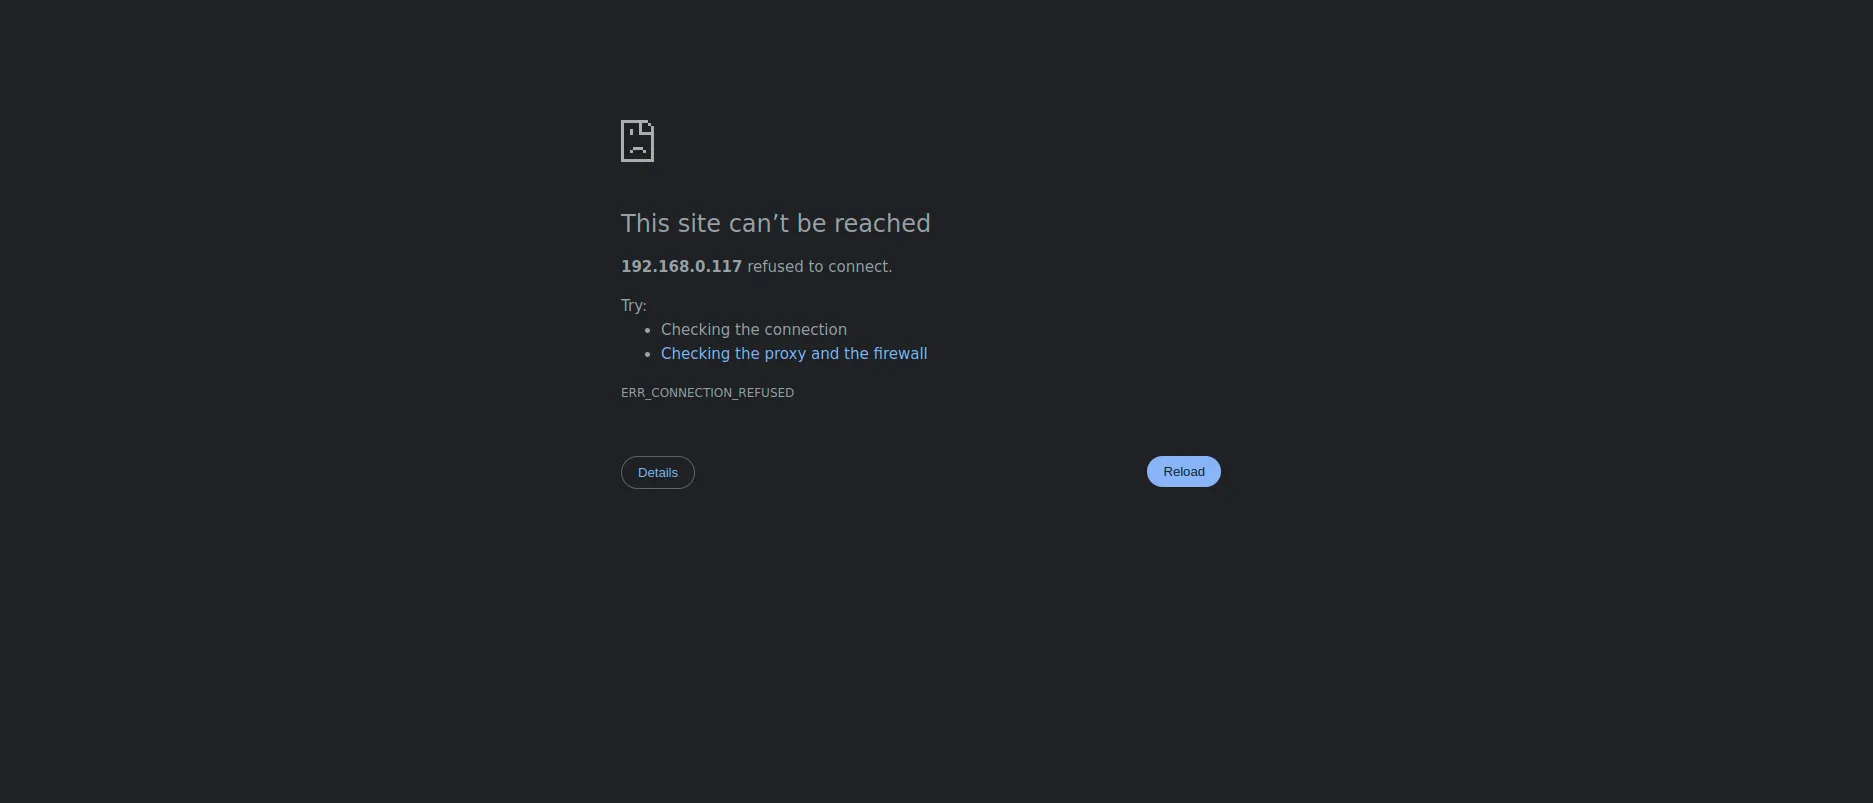 This site can’t be reached
192.168.0.117 refused to connect.
Try:
• Checking the connection
• Checking the proxy and the firewall
ERR_CONNECTION_REFUSED
Details
Reload